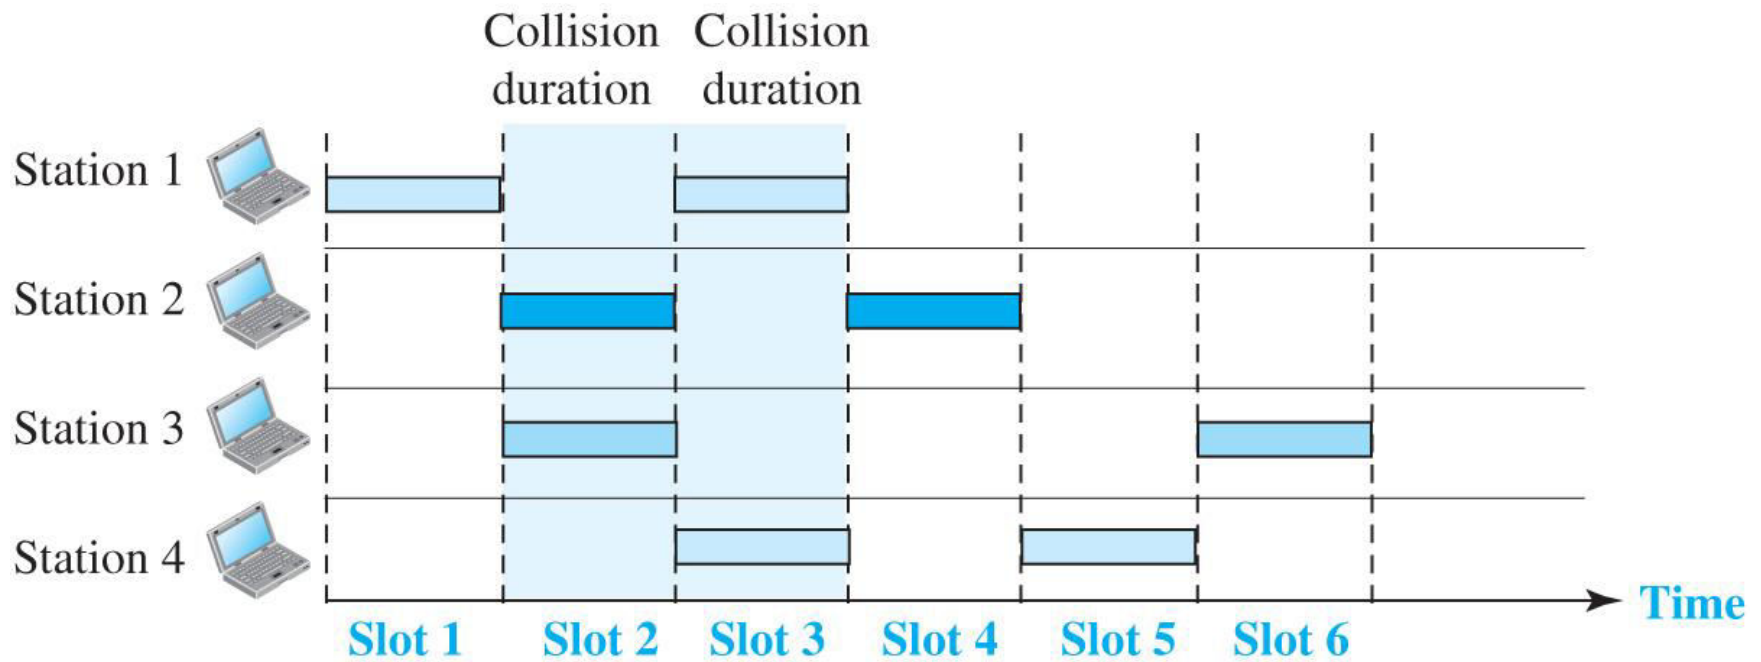 Collision Collision
duration duration
Station 1
Station 2
Station 3
Station 4
Time
Slot 1 Slot 2 Slot 3 Slot 4 Slot 5 Slot 6